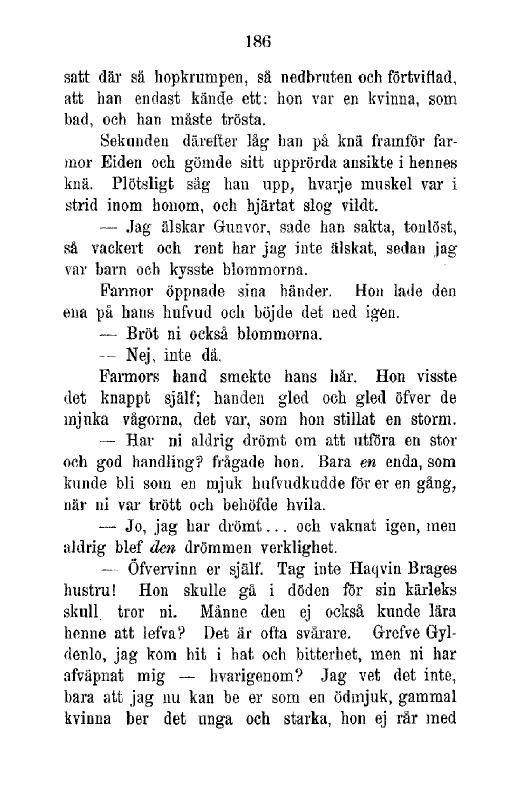 186
satt där så hopkrumpen, så nedbruten och förtviflad,
att han endast kände ett: hon var en kvinna, som
bad, och han måste trösta.
Sekunden därefter låg han på knä framför far-
mor Eiden och gömde sitt upprörda ansikte i hennes
knä. Plötsligt såg han upp, hvarje muskel var i
strid inom honom, och hjärtat slog vildt.
— Jag älskar Gunvor, sade han sakta, tonlöst,
så vackert och rent har jag inte älskat, sedan jag
var barn och kysste blommorna.
Farmor öppnade sina händer. Hon lade den
ena på hans hufvud och böjde det ned igen.
— Bröt ni också blommorna.
— Nej, inte då.
Farmors hand smekte hans hår. Hon visste
det knappt själf; handen gled och gled öfver de
mjuka vågorna, det var, som hon stillat en storm.
— Har ni aldrig drömt om att utföra en stor
och god handling? frågade hon. Bara en enda, som
kunde bli som en mjuk hufvudkudde för er en gång,
när ni var trött och behöfde hvila.
— Jo, jag har drömt... och vaknat igen, men
aldrig blef den drömmen verklighet.
— Öfvervinn er själf. Tag inte Haqvin Brages
hustru! Hon skulle gå i döden för sin kärleks
skull tror ni. Månne den ej också kunde lära
henne att lefva? Det är ofta svårare. Grefve Gyl-
denlo, jag kom hit i hat och bitterhet, men ni har
afväpnat mig — hvarigenom? Jag vet det inte,
bara att jag nu kan be er som en ödmjuk, gammal
kvinna ber det unga och starka, hon ej rår med